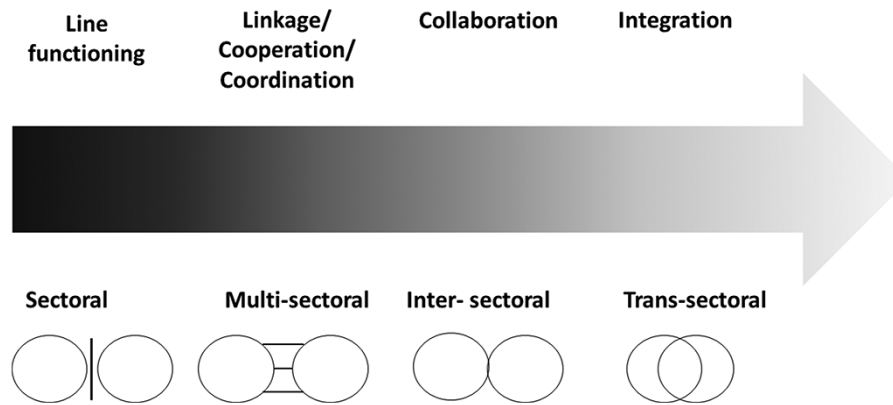 Line
functioning
Linkage/
Cooperation/
Coordination
Collaboration
Integration
Sectoral
Multi-sectoral
Inter- sectoral
Trans-sectoral